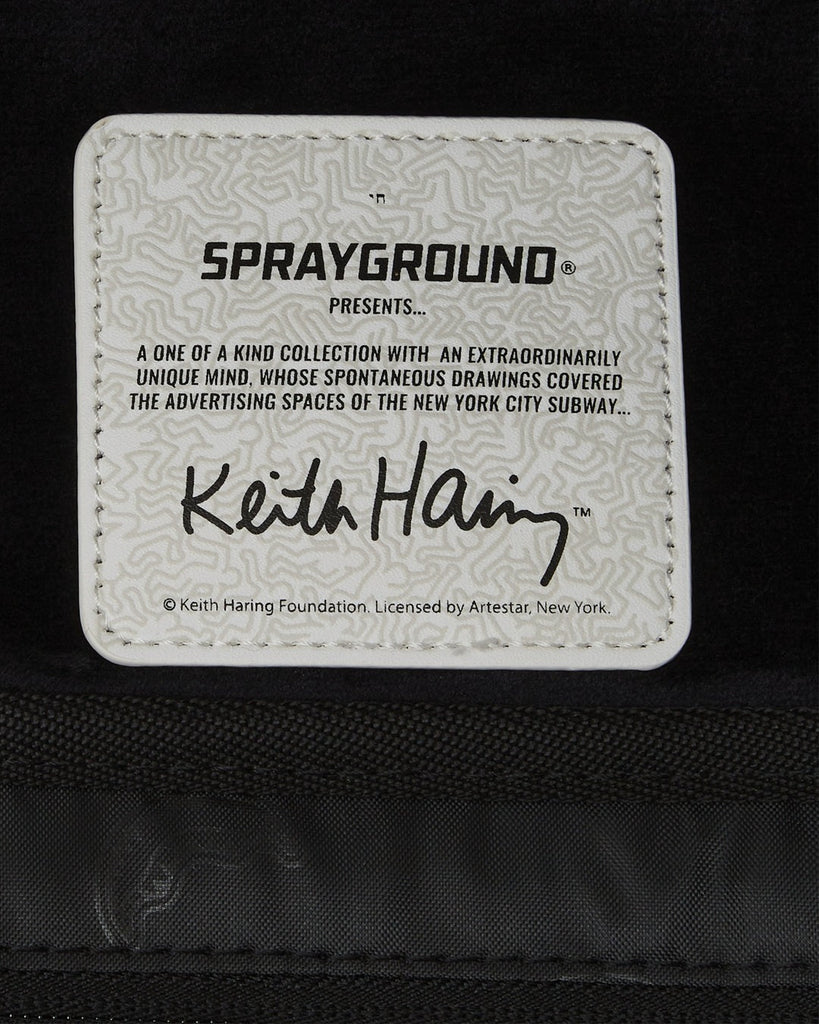 חי
SPRAYGROUND®
PRESENTS...
A ONE OF A KIND COLLECTION WITH AN EXTRAORDINARILY
UNIQUE MIND, WHOSE SPONTANEOUS DRAWINGS COVERED
THE ADVERTISING SPACES OF THE NEW YORK CITY SUBWAY...
Keith Haring™
© Keith Haring Foundation. Licensed by Artestar, New York.